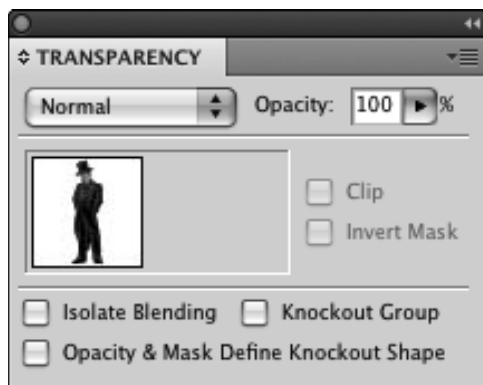 TRANSPARENCY
Normal Opacity: 100 %
Clip
Invert Mask
Isolate Blending Knockout Group
Opacity & Mask Define Knockout Shape